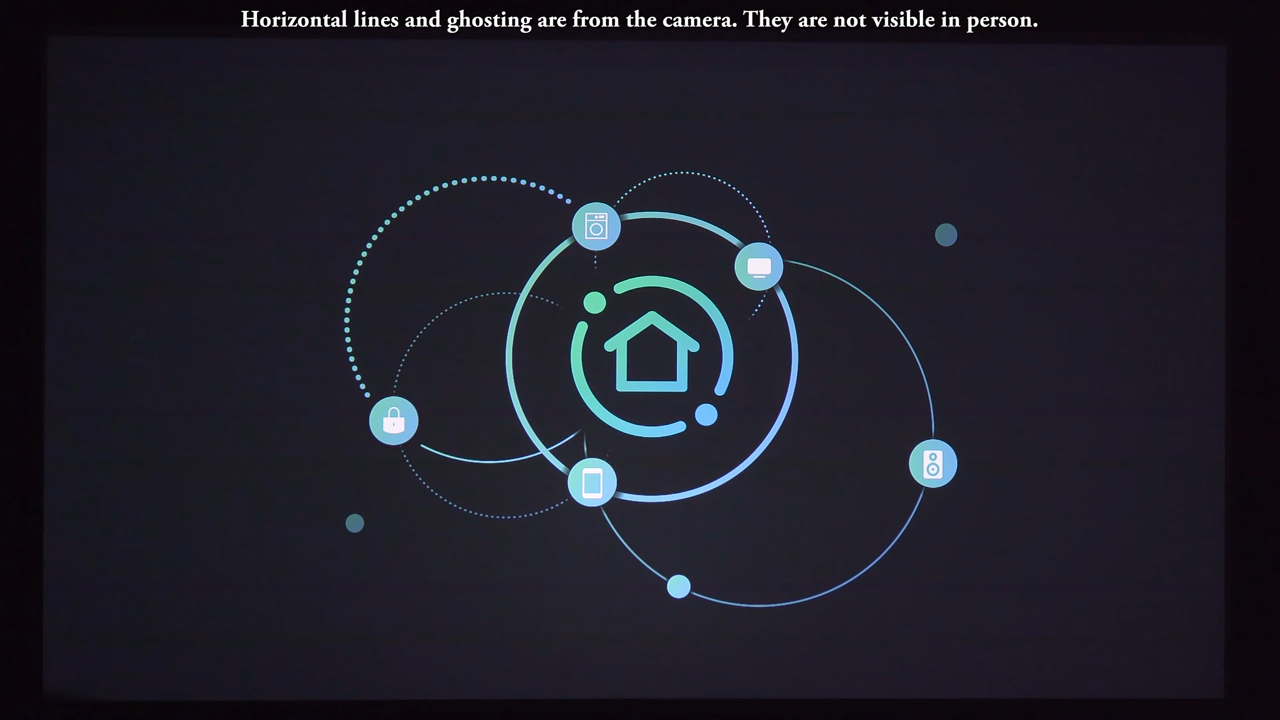 Horizontal lines and ghosting are from the camera. They are not visible in person.